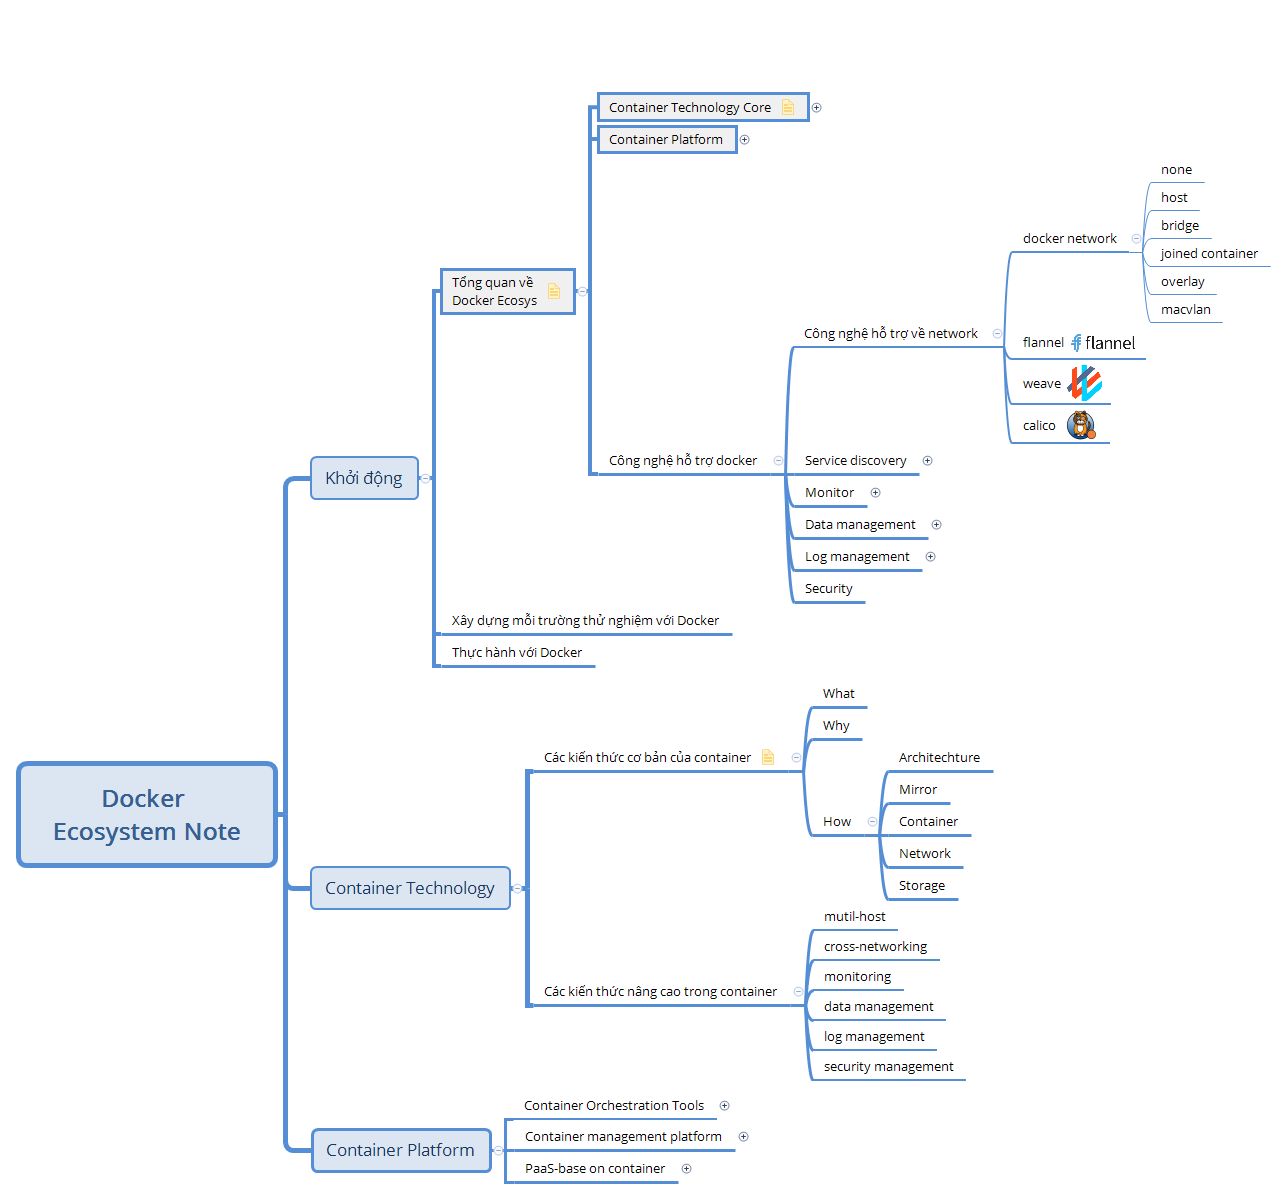 Docker
Ecosystem Note
Khởi động
Tổng quan về
Docker Ecosys
Container Technology Core
Container Platform
Công nghệ hỗ trợ docker
Công nghệ hỗ trợ về network
docker network
none
host
bridge
joined container
overlay
macvlan
flannel flannel
weave
calico
Service discovery
Monitor
Data management
Log management
Security
Xây dựng mỗi trường thử nghiệm với Docker
Thực hành với Docker
Container Technology
Các kiến thức cơ bản của container
What
Why
How
Architechture
Mirror
Container
Network
Storage
Các kiến thức nâng cao trong container
mutil-host
cross-networking
monitoring
data management
log management
security management
Container Platform
Container Orchestration Tools
Container management platform
PaaS-base on container